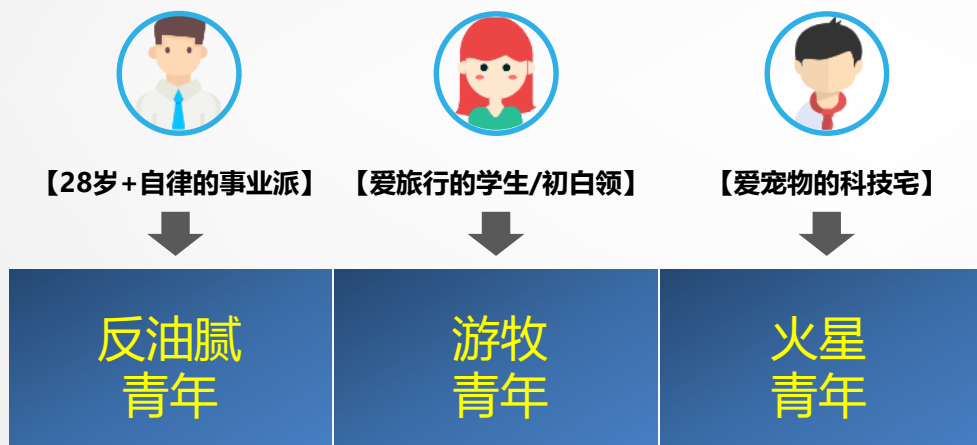 【28岁+自律的事业派】
【爱旅行的学生/初白领】
【爱宠物的科技宅】
反油腻
青年
游牧
青年
火星
青年